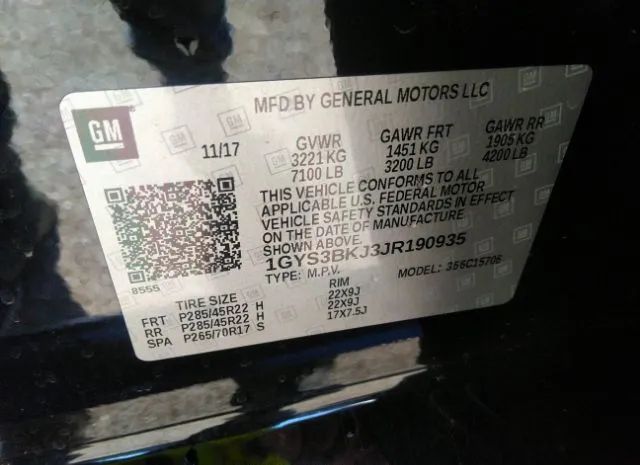 GM
MFD BY GENERAL MOTORS LLC
11/17
GVWR GAWR FRT GAWR RR
3221 KG 1451 KG 1905 KG
7100 LB 3200 LB 4200 LB
THIS VEHICLE CONFORMS TO ALL
APPLICABLE U.S. FEDERAL MOTOR
VEHICLE SAFETY STANDARDS IN EFFECT
ON THE DATE OF MANUFACTURE
SHOWN ABOVE.
1GYS3BKJ3JR190935
TYPE: M.P.V. MODEL: 356C15706
8555
TIRE SIZE RIM
FRT P285/45R22 H 22X9J
RR P285/45R22 H 22X9J
SPA P265/70R17 S 17X7.5J